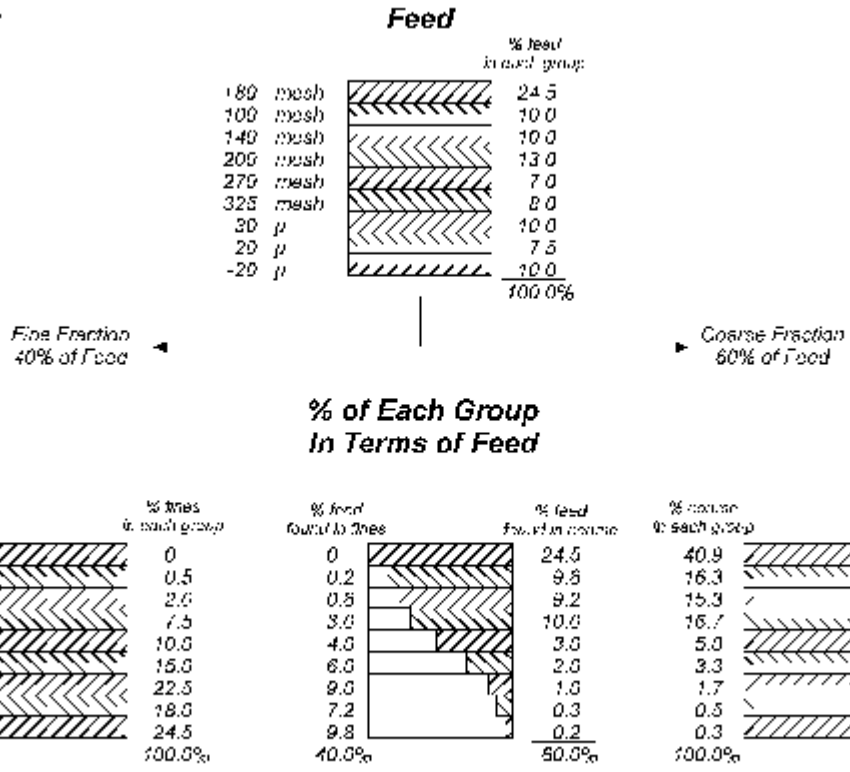 Feed
% feed
in each group
+80 mesh 24.5
100 mesh 10.0
140 mesh 10.0
200 mesh 13.0
270 mesh 7.0
325 mesh 8.0
30 µ 10.0
20 µ 7.5
-20 µ 10.0
100.0%
Fine Fraction
40% of Feed
Coarse Fraction
60% of Feed
% of Each Group
In Terms of Feed
% fines
in each group
% feed
found in fines
% feed
found in coarse
% coarse
in each group
0 0 24.5 40.9
0.5 0.2 9.8 16.3
2.0 0.8 9.2 15.3
7.5 3.0 10.0 16.7
10.0 4.0 3.0 5.0
15.0 6.0 2.0 3.3
22.5 9.0 1.0 1.7
18.0 7.2 0.3 0.5
24.5 9.8 0.2 0.3
100.0% 40.0% 60.0% 100.0%